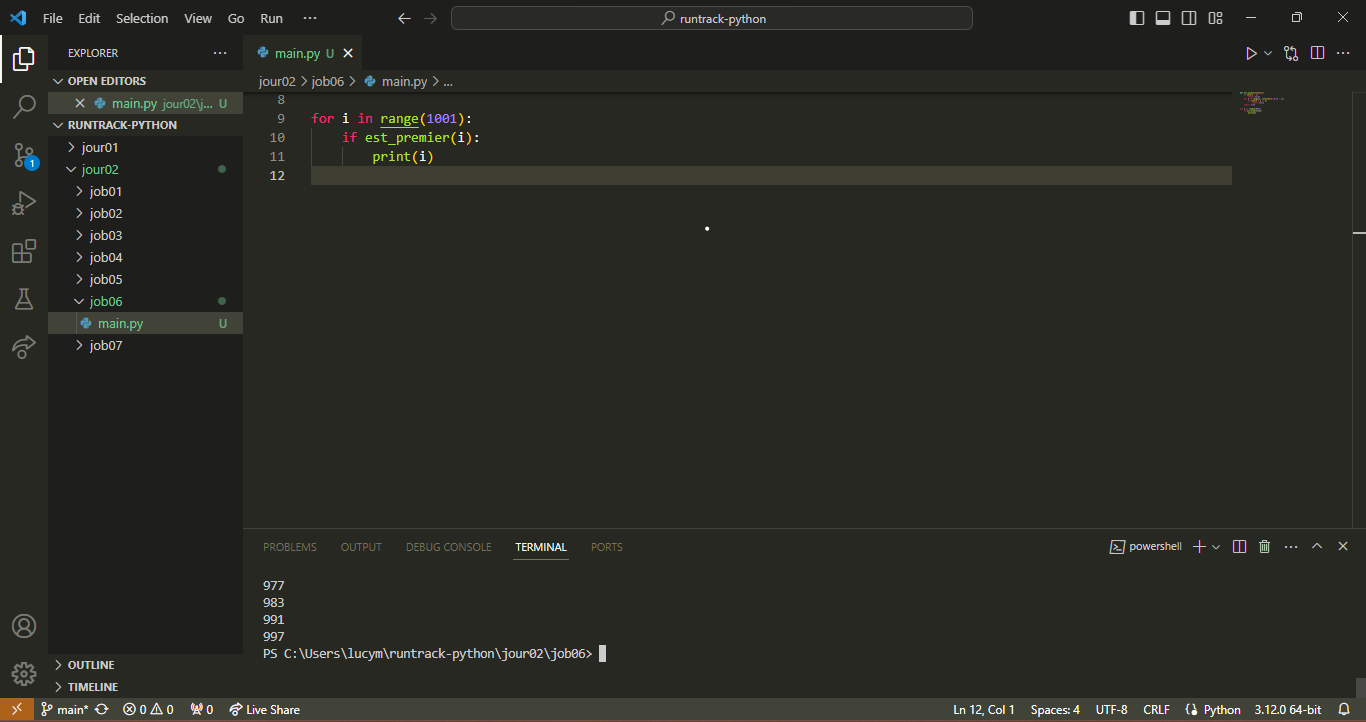 File Edit Selection View Go Run ···
runtrack-python
EXPLORER ···
OPEN EDITORS
main.py jour02\j... U
RUNTRACK-PYTHON
jour01
jour02
job01
job02
job03
job04
job05
job06
main.py U
job07
OUTLINE
TIMELINE
1
main.py U
jour02 > job06 > main.py > ...
8
9 for i in range(1001):
10 if est_premier(i):
11 print(i)
12
PROBLEMS OUTPUT DEBUG CONSOLE TERMINAL PORTS
powershell
977
983
991
997
PS C:\Users\lucym\runtrack-python\jour02\job06>
main* 0 0 0 Live Share
Ln 12, Col 1 Spaces: 4 UTF-8 CRLF Python 3.12.0 64-bit